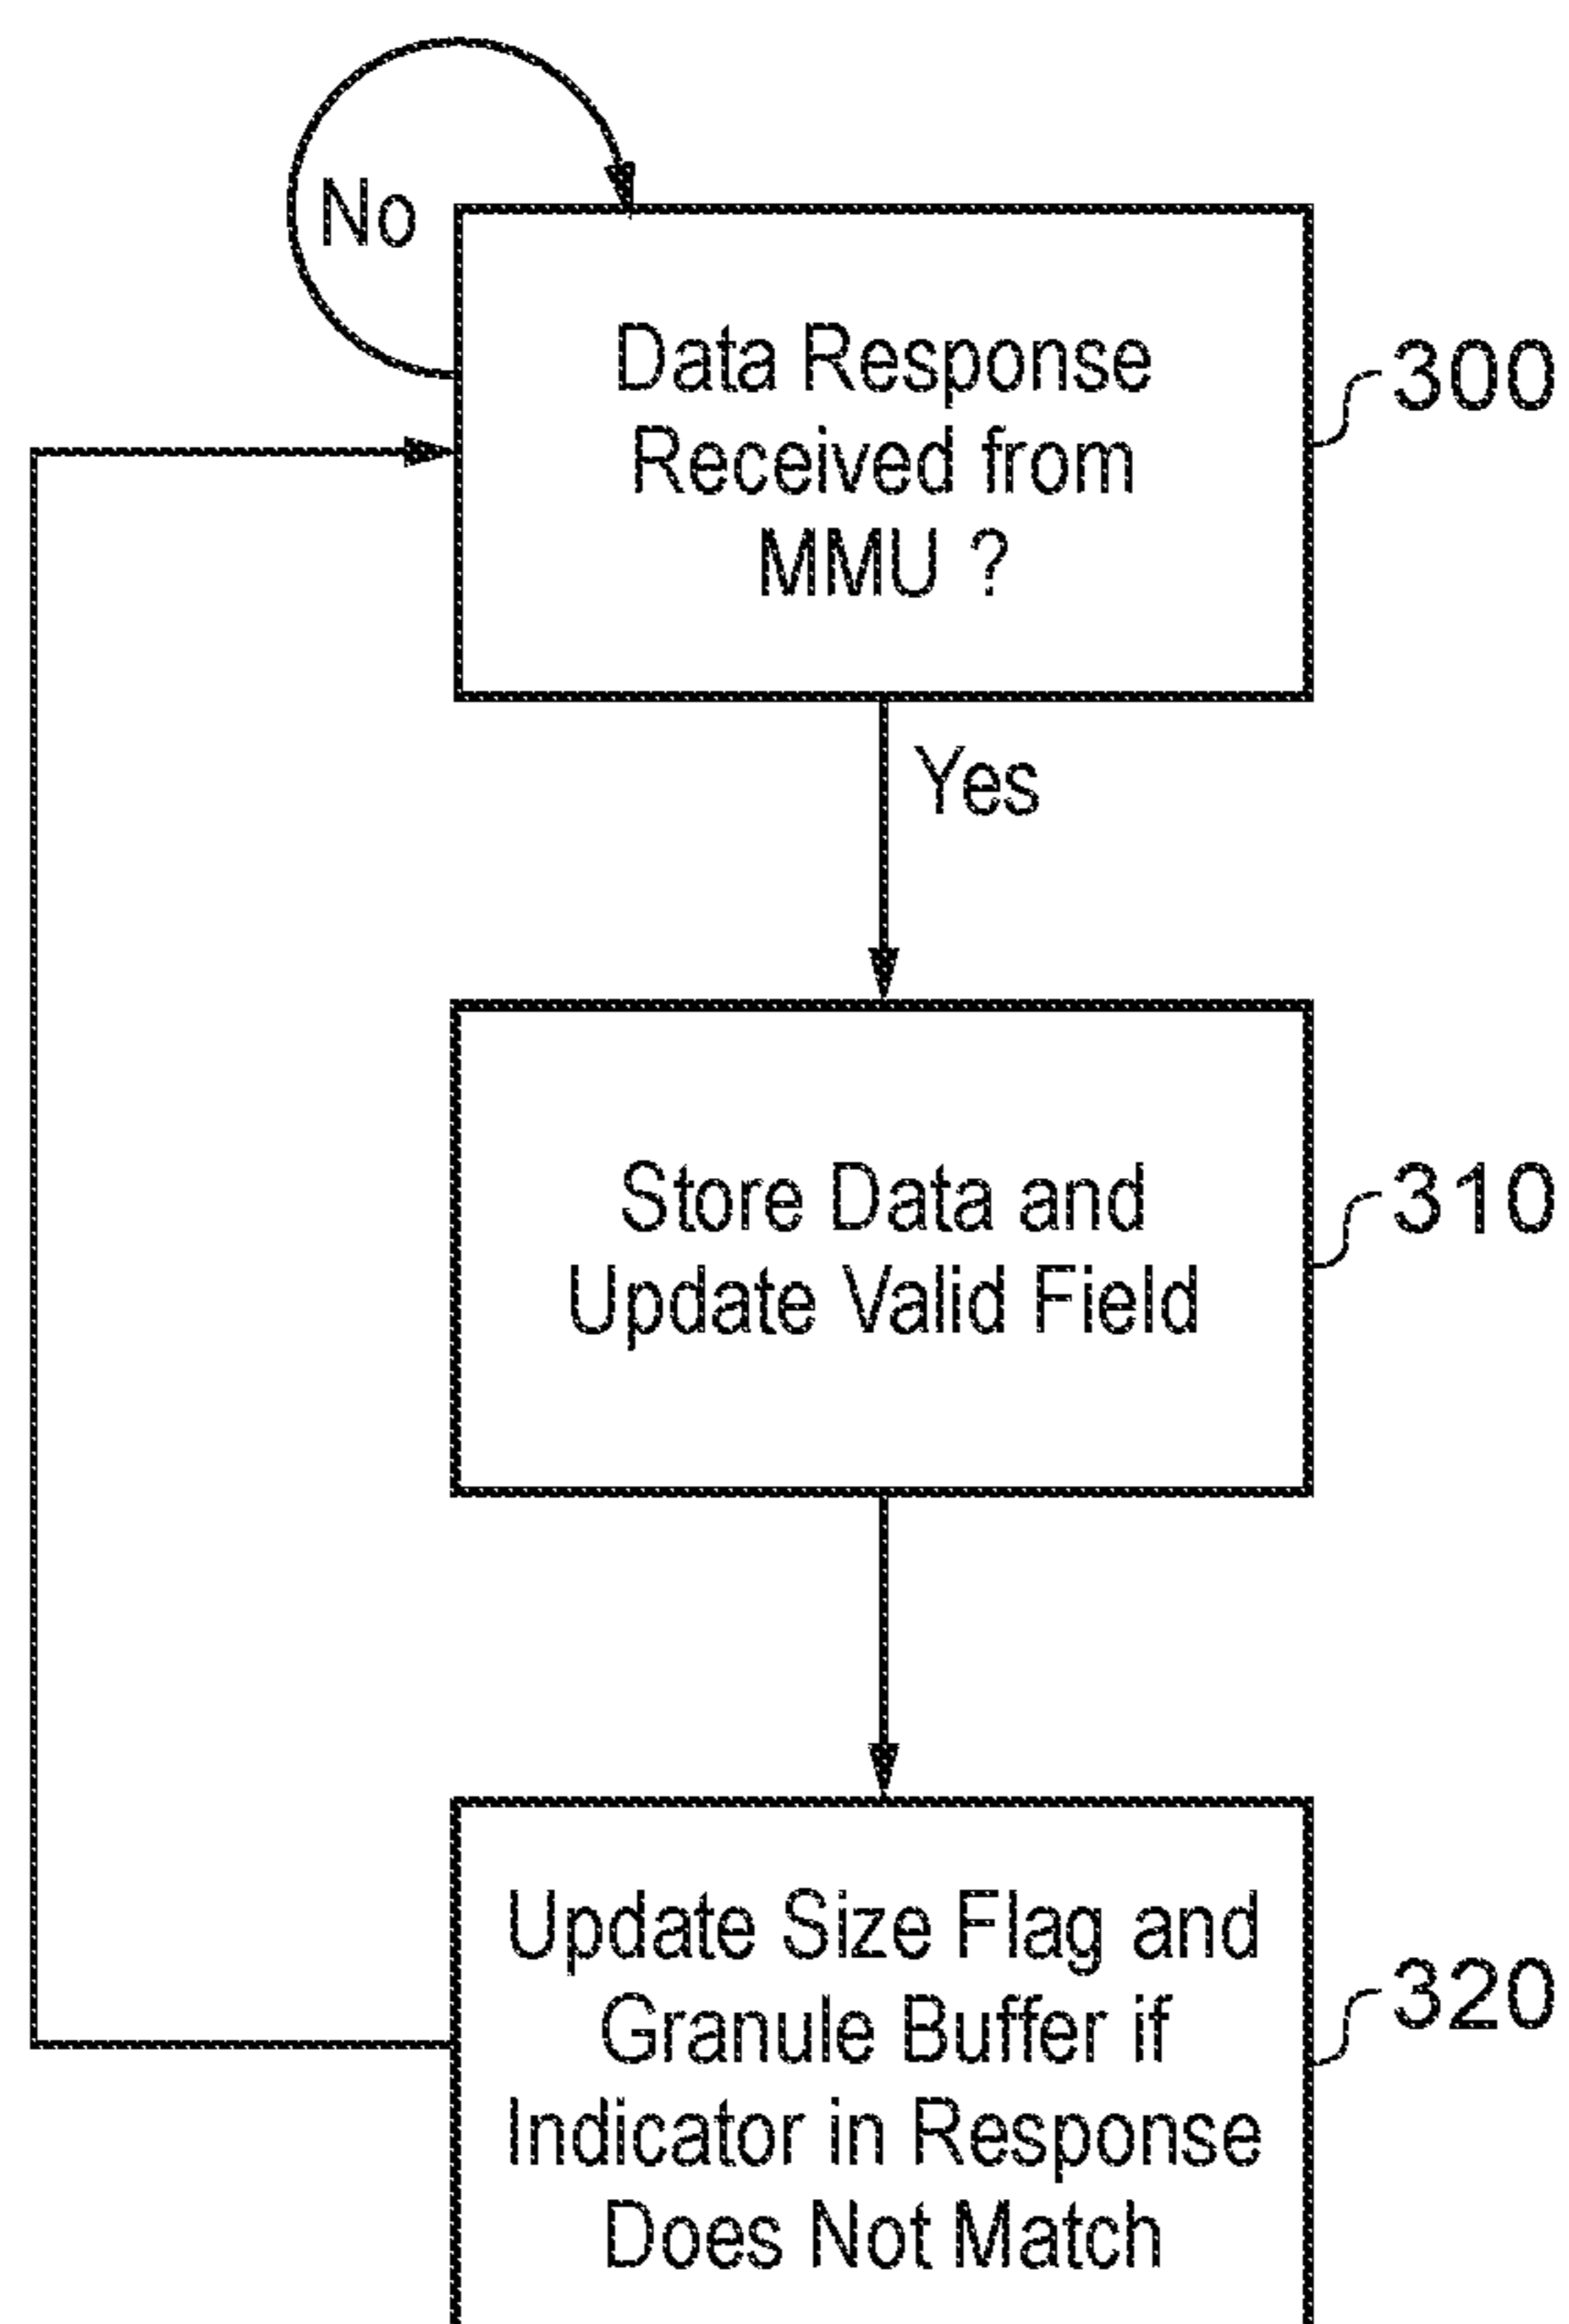 No
Data Response
Received from
MMU ?
300
Yes
Store Data and
Update Valid Field
310
Update Size Flag and
Granule Buffer if
Indicator in Response
Does Not Match
320